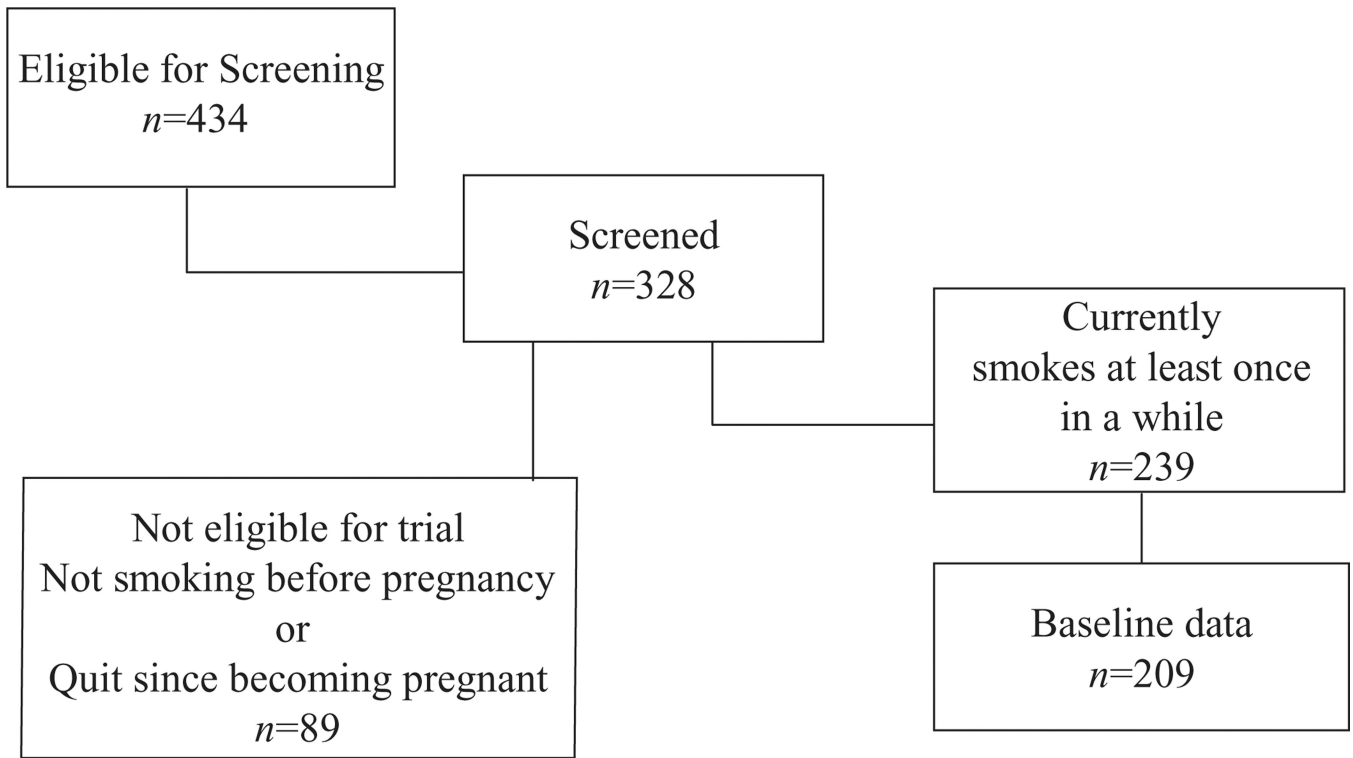 Eligible for Screening
n=434
Screened
n=328
Currently
smokes at least once
in a while
n=239
Not eligible for trial
Not smoking before pregnancy
or
Quit since becoming pregnant
n=89
Baseline data
n=209